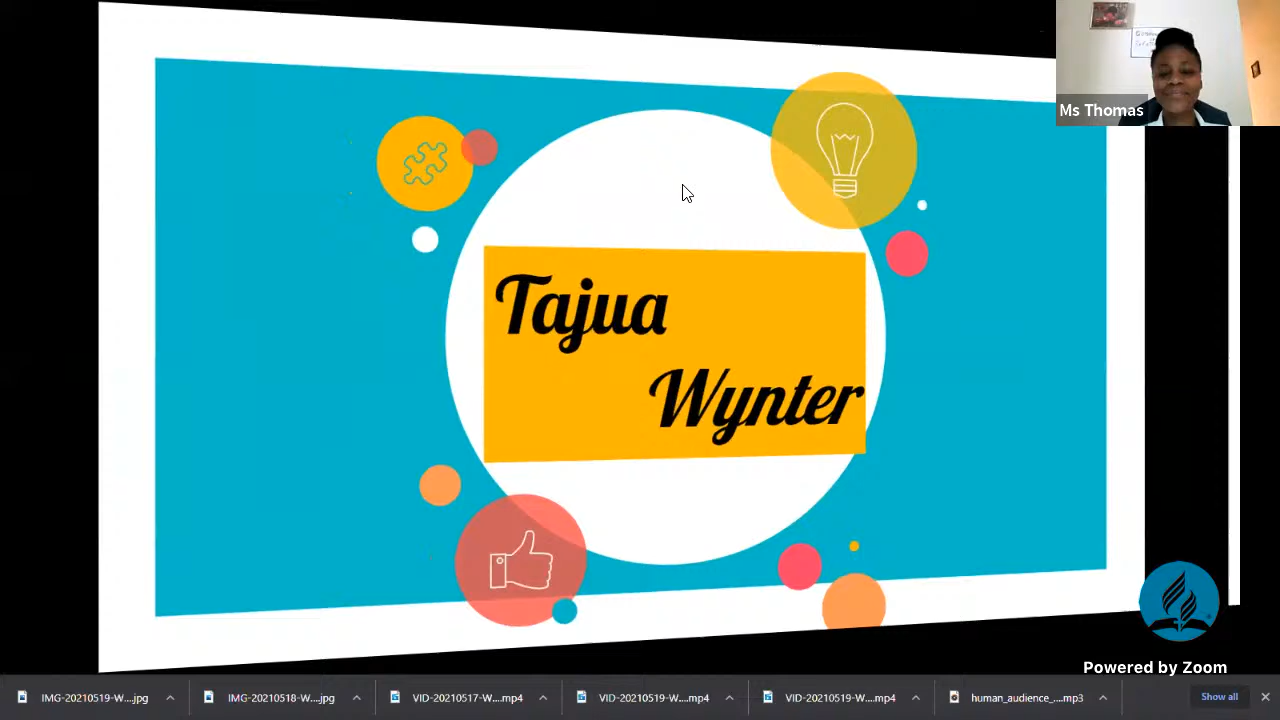 Ms Thomas
Tajua
Wynter
Powered by Zoom
IMG-20210519-W....jpg
IMG-20210518-W....jpg
VID-20210517-W....mp4
VID-20210519-W....mp4
VID-20210519-W....mp4
human_audience_....mp3
Show all